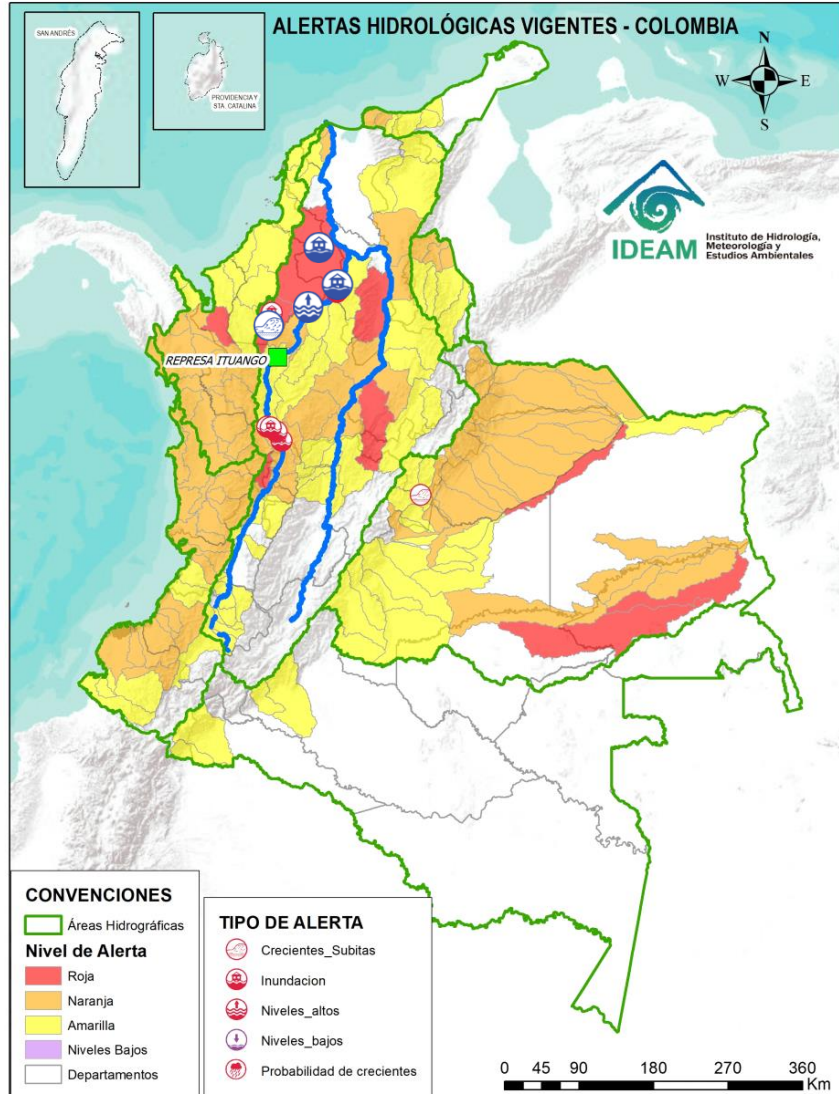 ALERTAS HIDROLÓGICAS VIGENTES - COLOMBIA
SAN ANDRÉS
PROVIDENCIA Y
STA. CATALINA
N
W
E
S
IDEAM
Instituto de Hidrología,
Meteorología y
Estudios Ambientales
REPRESA ITUANGO
CONVENCIONES
Áreas Hidrográficas
Nivel de Alerta
Roja
Naranja
Amarilla
Niveles Bajos
Departamentos
TIPO DE ALERTA
Crecientes_Subitas
Inundacion
Niveles_altos
Niveles_bajos
Probabilidad de crecientes
0 45 90 180 270 360
Km